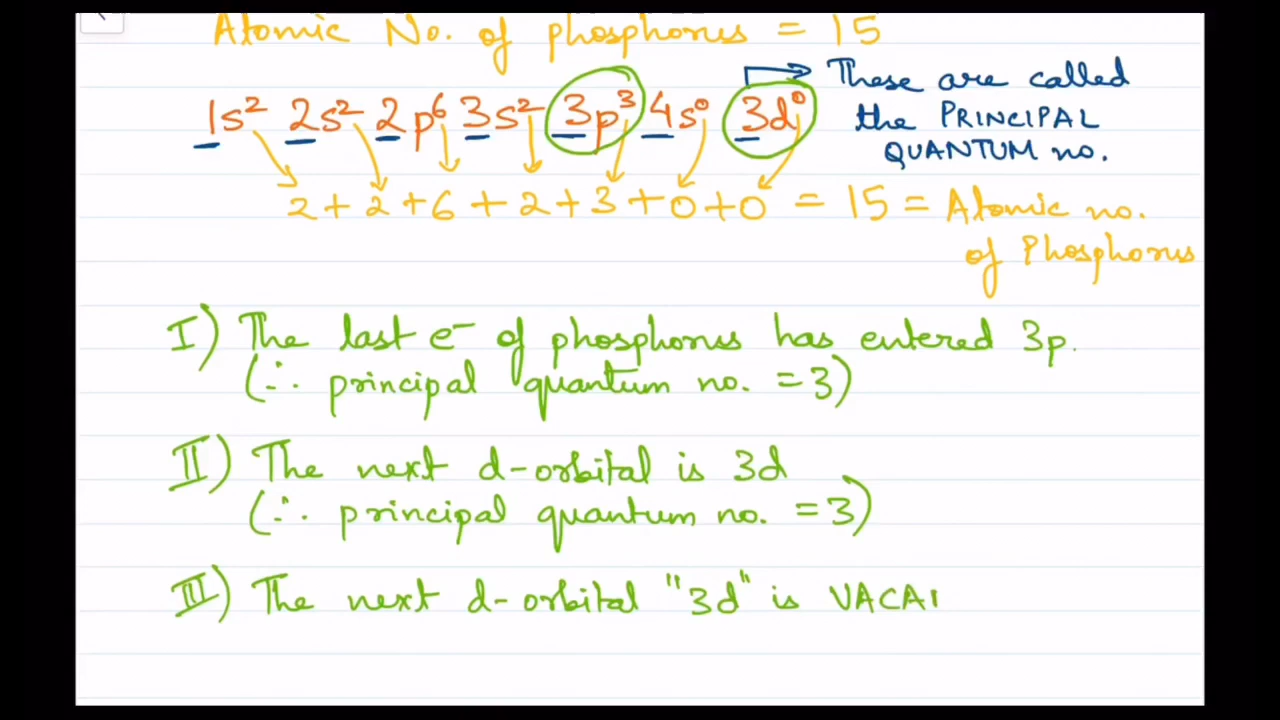 Atomic No. of phosphorus = 15
1s² 2s² 2p⁶ 3s² 3p³ 4s⁰ 3d⁰
These are called
the PRINCIPAL
QUANTUM no.
2 + 2 + 6 + 2 + 3 + 0 + 0 = 15 = Atomic no.
of Phosphorus
I) The last e⁻ of phosphorus has entered 3p.
(∴ principal quantum no. = 3)
II) The next d-orbital is 3d
(∴ principal quantum no. = 3)
III) The next d-orbital "3d" is VACA